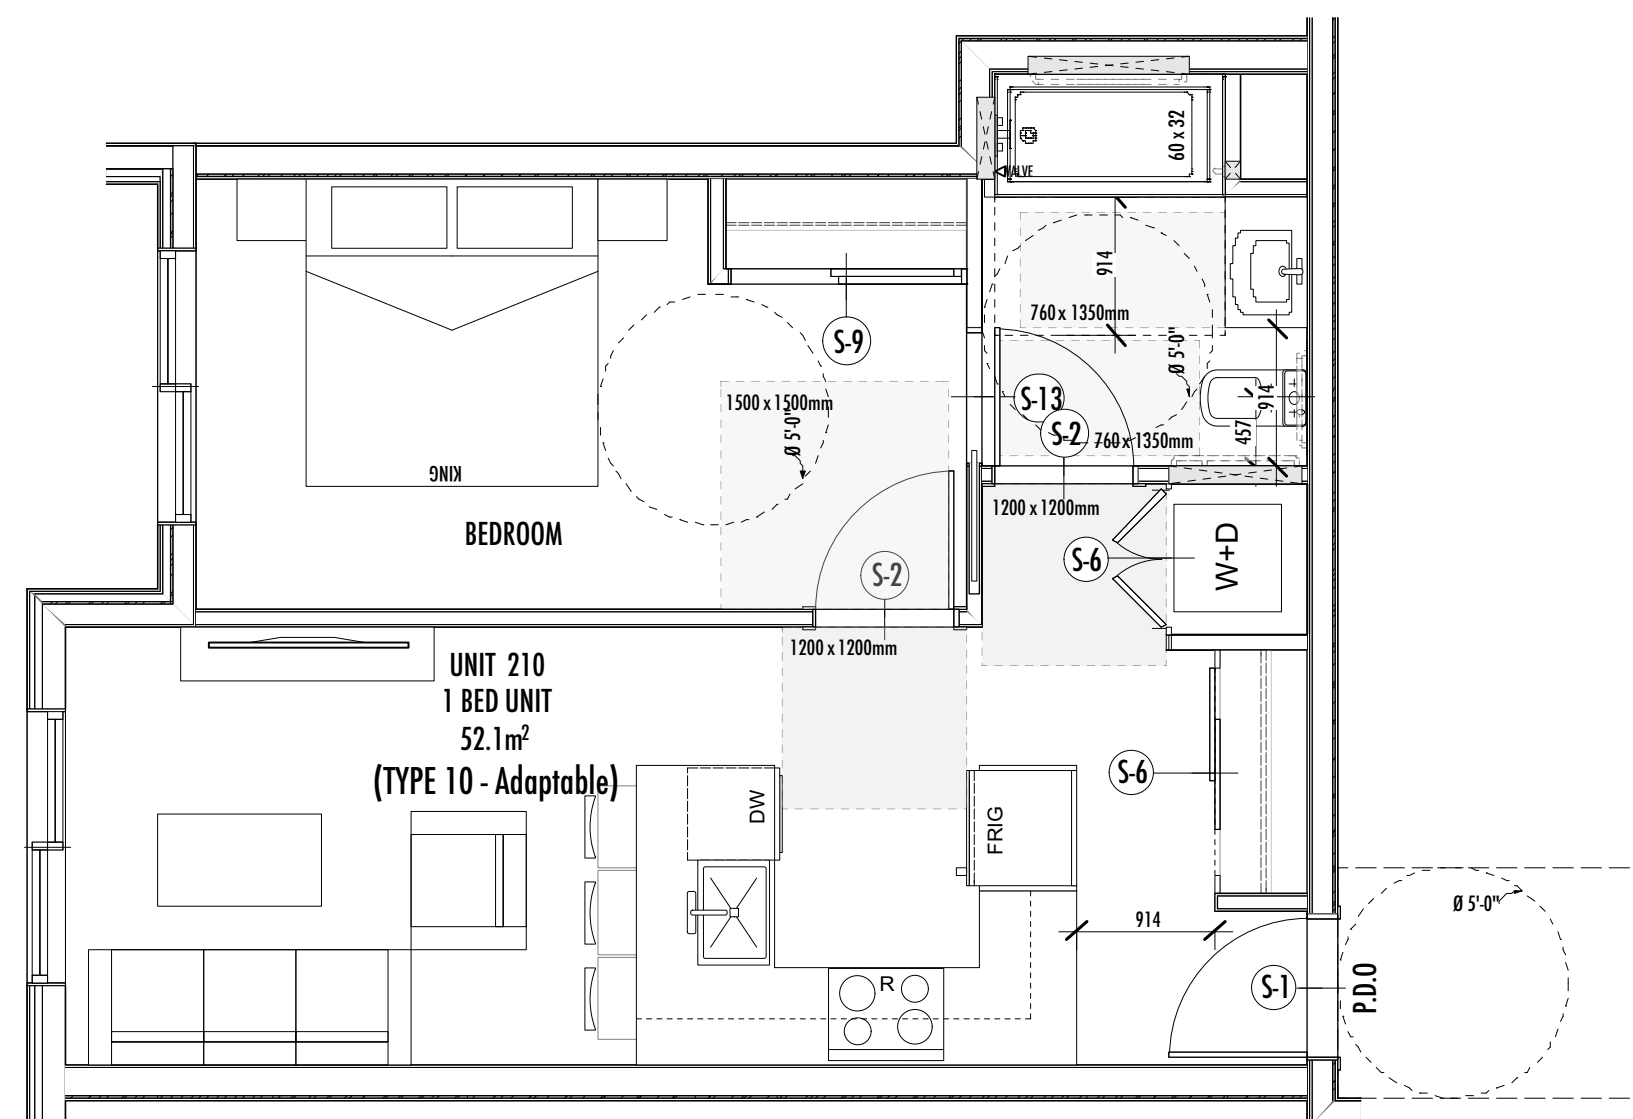 60 x 32
VALVE
914
760 x 1350mm
Ø 5'-0"
S-9
S-13
1500 x 1500mm
Ø 5'-0"
914
S-2
760 x 1350mm
457
KING
1200 x 1200mm
BEDROOM
S-6
W+D
S-2
1200 x 1200mm
UNIT 210
1 BED UNIT
52.1m²
(TYPE 10 - Adaptable)
S-6
DW
FRIG
914
Ø 5'-0"
R
S-1
P.D.O